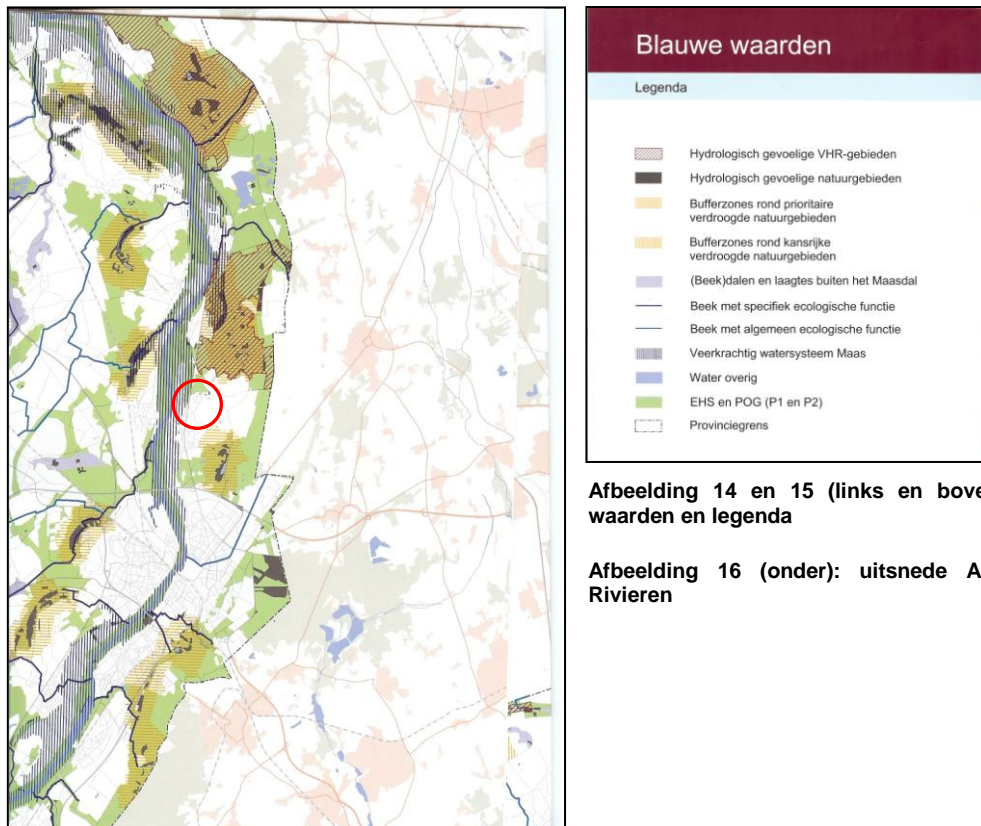 Blauwe waarden
Legenda
Hydrologisch gevoelige VHR-gebieden
Hydrologisch gevoelige natuurgebieden
Bufferzones rond prioritaire
verdroogde natuurgebieden
Bufferzones rond kansrijke
verdroogde natuurgebieden
(Beek)dalen en laagtes buiten het Maasdal
Beek met specifiek ecologische functie
Beek met algemeen ecologische functie
Veerkrachtig watersysteem Maas
Water overig
EHS en POG (P1 en P2)
Provinciegrens
Afbeelding 14 en 15 (links en bove
waarden en legenda
Afbeelding 16 (onder): uitsnede A
Rivieren